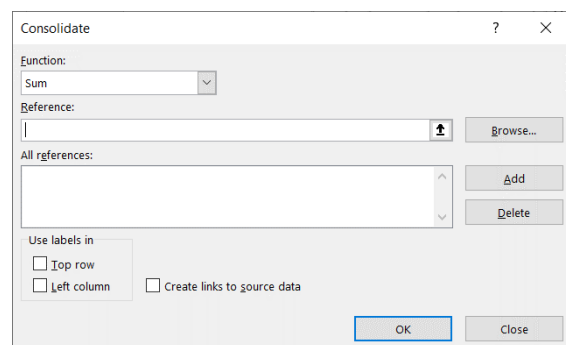 Consolidate ?
Function:
Sum
Reference:
Browse...
All references:
Add
Delete
Use labels in
Top row
Left column Create links to source data
OK Close